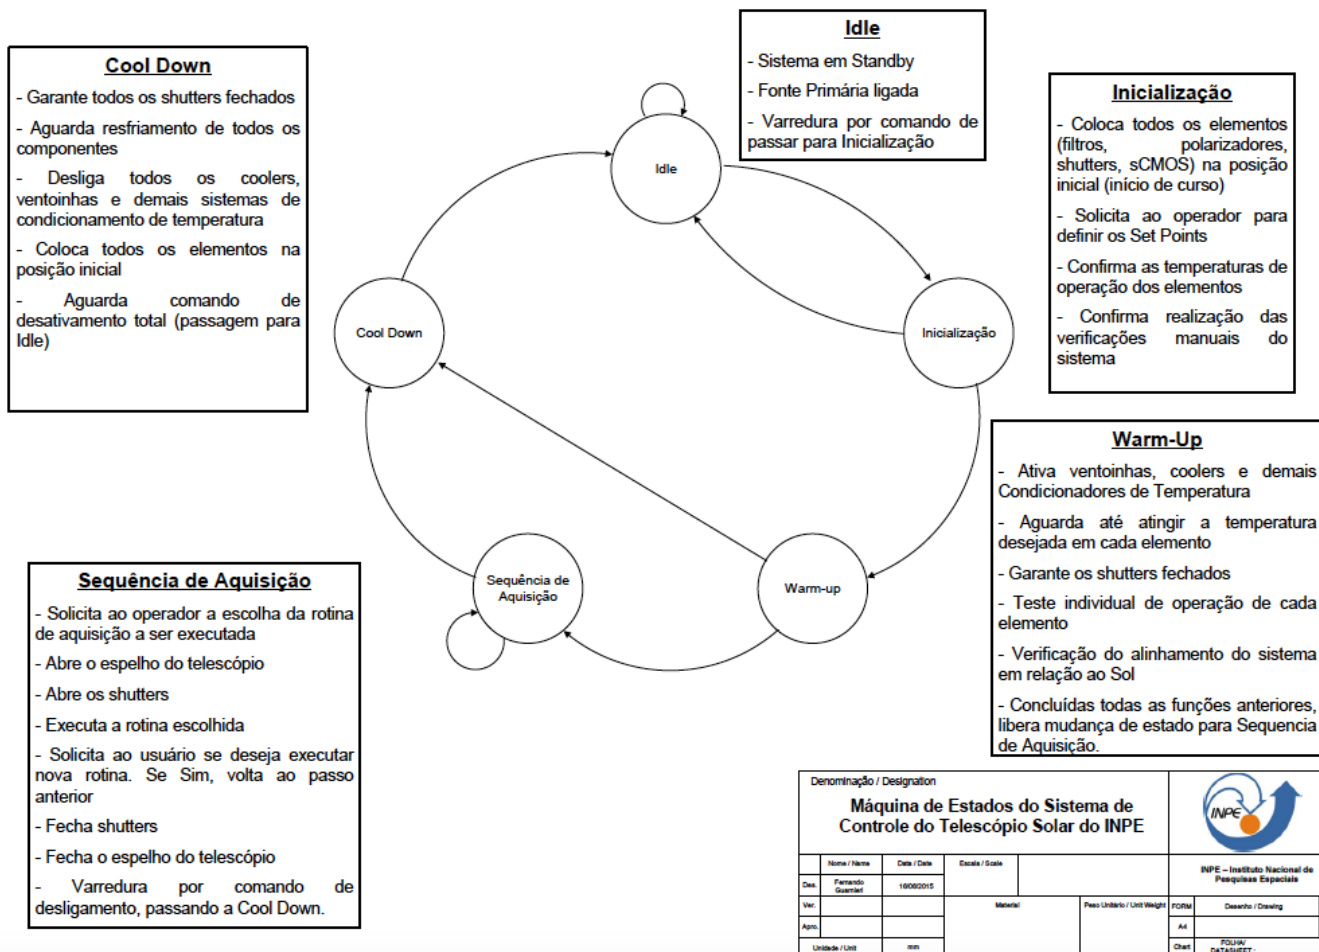 Cool Down
- Garante todos os shutters fechados
- Aguarda resfriamento de todos os
componentes
- Desliga todos os coolers,
ventoinhas e demais sistemas de
condicionamento de temperatura
- Coloca todos os elementos na
posição inicial
- Aguarda comando de
desativamento total (passagem para
Idle)
Idle
- Sistema em Standby
- Fonte Primária ligada
- Varredura por comando de
passar para Inicialização
Inicialização
- Coloca todos os elementos
(filtros, polarizadores,
shutters, sCMOS) na posição
inicial (início de curso)
- Solicita ao operador para
definir os Set Points
- Confirma as temperaturas de
operação dos elementos
- Confirma realização das
verificações manuais do
sistema
Idle
Cool Down
Inicialização
Sequência de
Aquisição
Warm-up
Warm-Up
- Ativa ventoinhas, coolers e demais
Condicionadores de Temperatura
- Aguarda até atingir a temperatura
desejada em cada elemento
- Garante os shutters fechados
- Teste individual de operação de cada
elemento
- Verificação do alinhamento do sistema
em relação ao Sol
- Concluídas todas as funções anteriores,
libera mudança de estado para Sequencia
de Aquisição.
Sequência de Aquisição
- Solicita ao operador a escolha da rotina
de aquisição a ser executada
- Abre o espelho do telescópio
- Abre os shutters
- Executa a rotina escolhida
- Solicita ao usuário se deseja executar
nova rotina. Se Sim, volta ao passo
anterior
- Fecha shutters
- Fecha o espelho do telescópio
- Varredura por comando de
desligamento, passando a Cool Down.
Denominação / Designation
Máquina de Estados do Sistema de
Controle do Telescópio Solar do INPE
INPE
INPE – Instituto Nacional de
Pesquisas Espaciais
Nome / Name
Data / Date
Escala / Scale
Des.
Fernando
Guarnieri
Ver.
Material
Peso Unitário / Unit Weight
FORM
Desenho / Drawing
Apro.
A4
Unidade / Unit
mm
Chart
FOLHA/
DATASHEET :